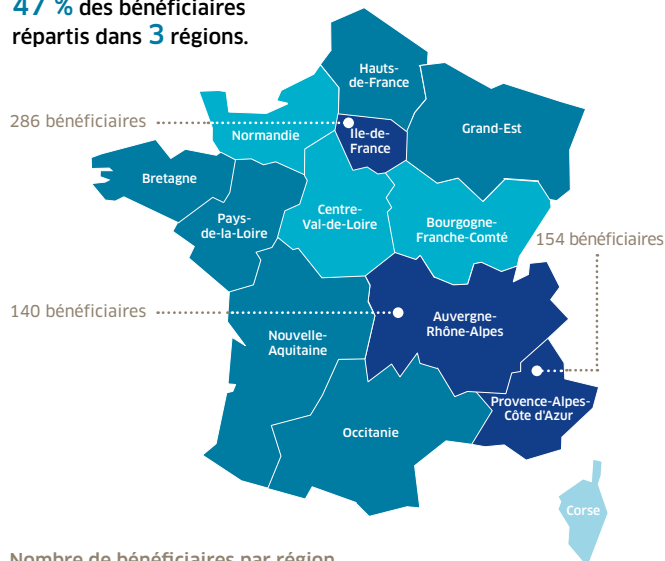 47 % des bénéficiaires
répartis dans 3 régions.
Hauts-
de-France
286 bénéficiaires
Normandie
Ile-de-
France
Grand-Est
Bretagne
Pays-
de-la-Loire
Centre-
Val-de-Loire
Bourgogne-
Franche-Comté
154 bénéficiaires
140 bénéficiaires
Auvergne-
Rhône-Alpes
Nouvelle-
Aquitaine
Provence-Alpes-
Côte d'Azur
Occitanie
Corse
Nombre de bénéficiaires par région